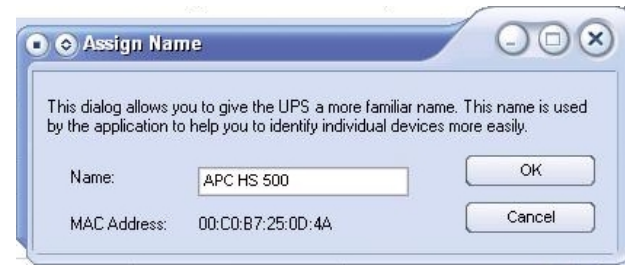 Assign Name
This dialog allows you to give the UPS a more familiar name. This name is used
by the application to help you to identify individual devices more easily.
Name: APC HS 500
OK
MAC Address: 00:C0:B7:25:0D:4A
Cancel